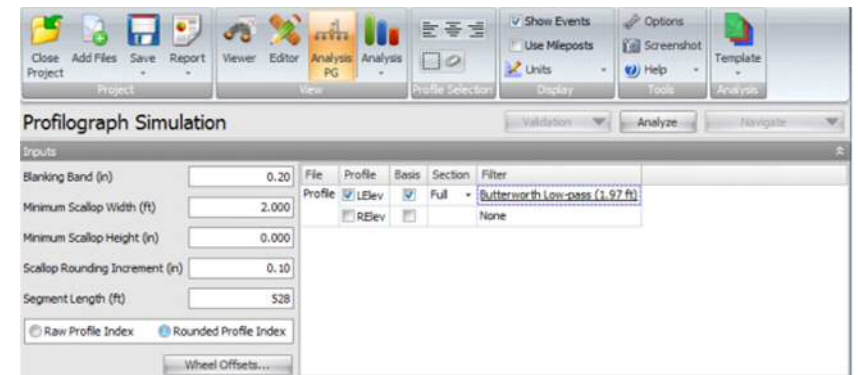 Close Project
Add Files
Save
Report
Viewer
Editor
Analysis PG
Analysis
Show Events
Use Mileposts
Units
Options
Screenshot
Help
Template
Project
View
Profile Selection
Display
Tools
Analysis
Profilograph Simulation
Validation
Analyze
Navigate
Inputs
Blanking Band (in) 0.20
Minimum Scallop Width (ft) 2.000
Minimum Scallop Height (in) 0.000
Scallop Rounding Increment (in) 0.10
Segment Length (ft) 528
Raw Profile Index Rounded Profile Index
Wheel Offsets...
File Profile Basis Section Filter
Profile LElev Full Butterworth Low-pass (1.97 ft)
RElev None